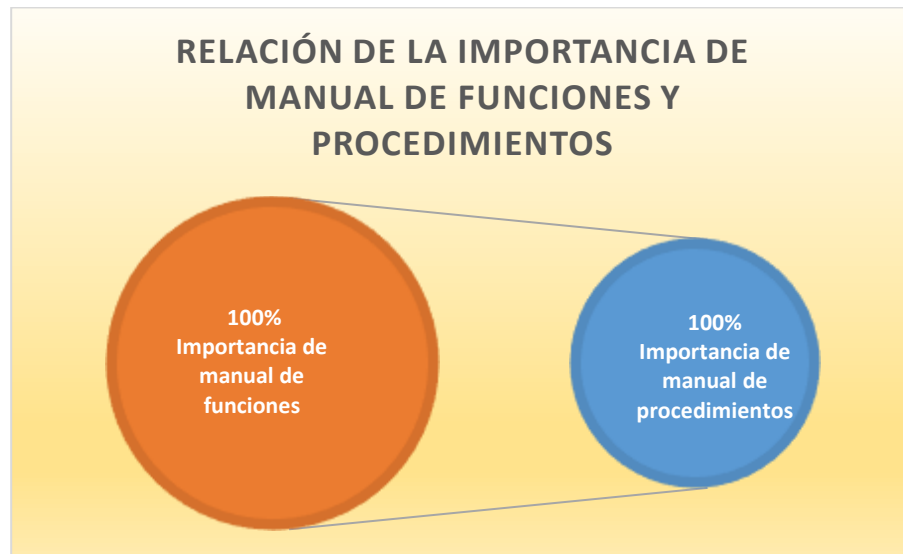 RELACIÓN DE LA IMPORTANCIA DE
MANUAL DE FUNCIONES Y
PROCEDIMIENTOS
100%
Importancia de
manual de
funciones
100%
Importancia de
manual de
procedimientos